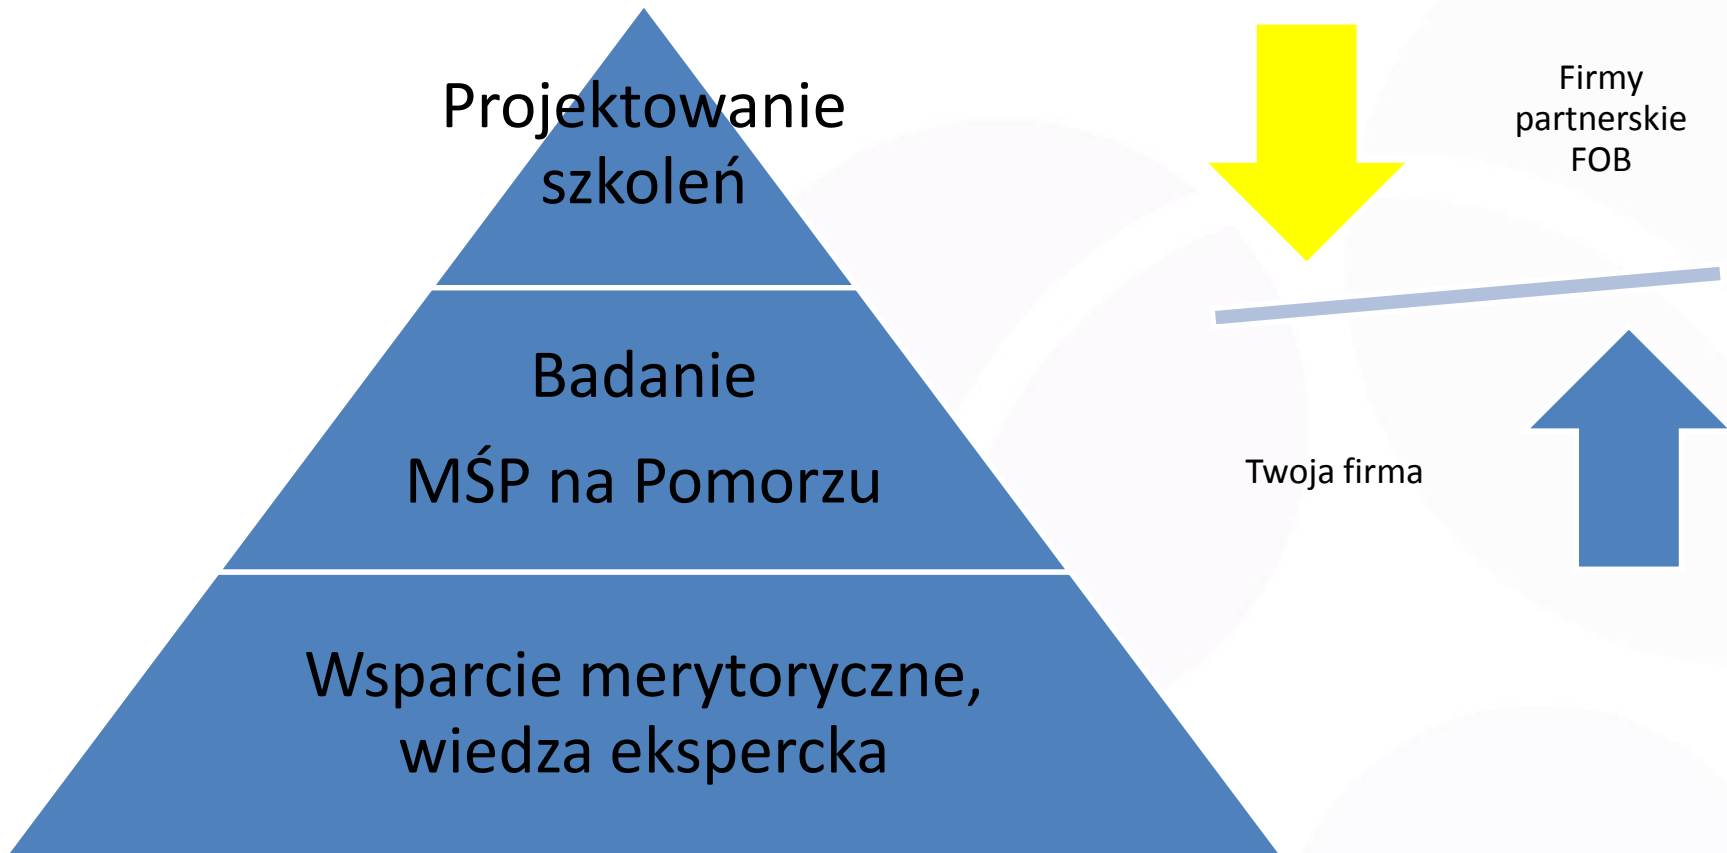 Projektowanie
szkoleń
Badanie
MŚP na Pomorzu
Wsparcie merytoryczne,
wiedza ekspercka
Firmy
partnerskie
FOB
Twoja firma